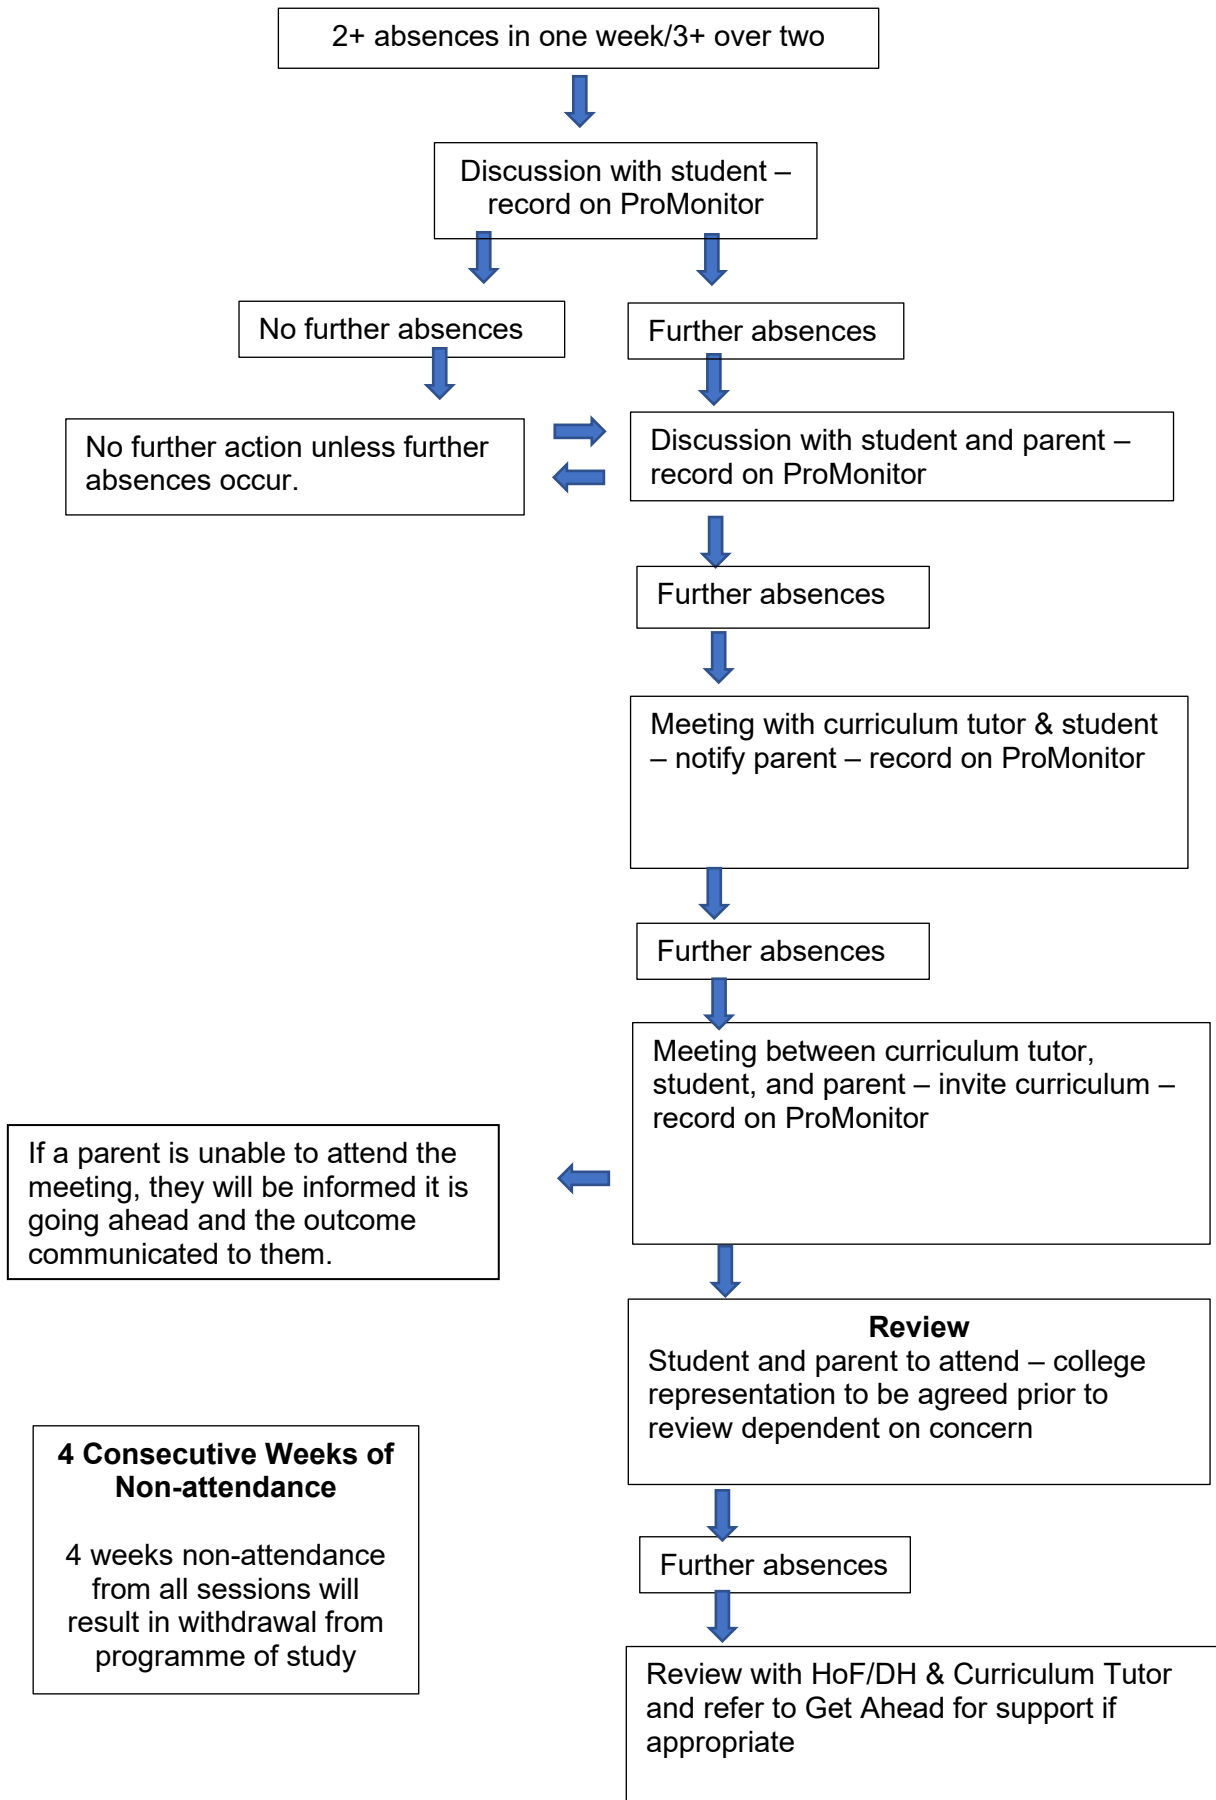 2+ absences in one week/3+ over two
Discussion with student –
record on ProMonitor
No further absences
Further absences
No further action unless further
absences occur.
Discussion with student and parent –
record on ProMonitor
Further absences
Meeting with curriculum tutor & student
– notify parent – record on ProMonitor
Further absences
Meeting between curriculum tutor,
student, and parent – invite curriculum –
record on ProMonitor
If a parent is unable to attend the
meeting, they will be informed it is
going ahead and the outcome
communicated to them.
Review
Student and parent to attend – college
representation to be agreed prior to
review dependent on concern
4 Consecutive Weeks of
Non-attendance
4 weeks non-attendance
from all sessions will
result in withdrawal from
programme of study
Further absences
Review with HoF/DH & Curriculum Tutor
and refer to Get Ahead for support if
appropriate